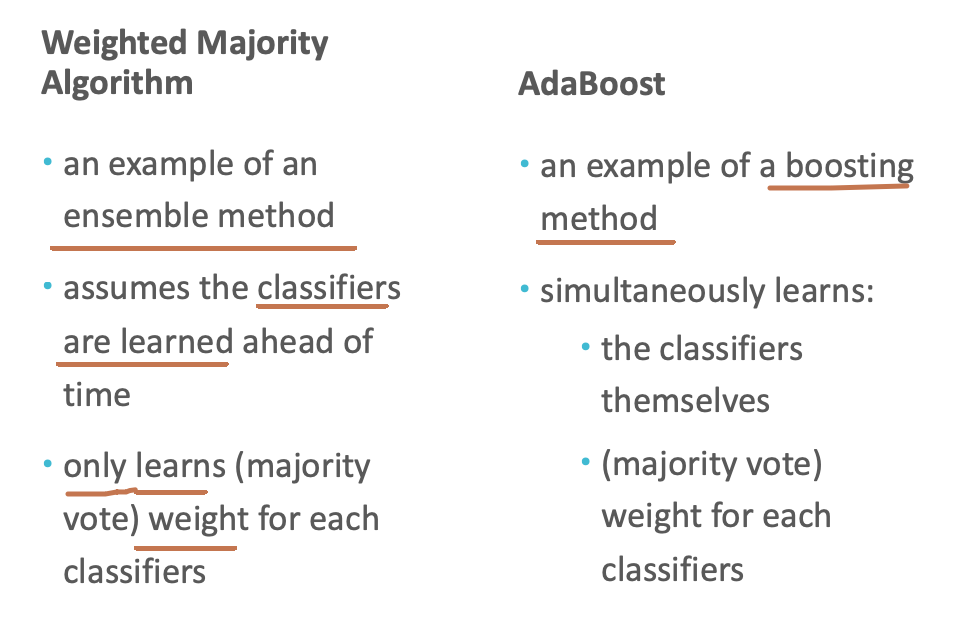 Weighted Majority
Algorithm
• an example of an
ensemble method
• assumes the classifiers
are learned ahead of
time
• only learns (majority
vote) weight for each
classifiers
AdaBoost
• an example of a boosting
method
• simultaneously learns:
• the classifiers
themselves
• (majority vote)
weight for each
classifiers